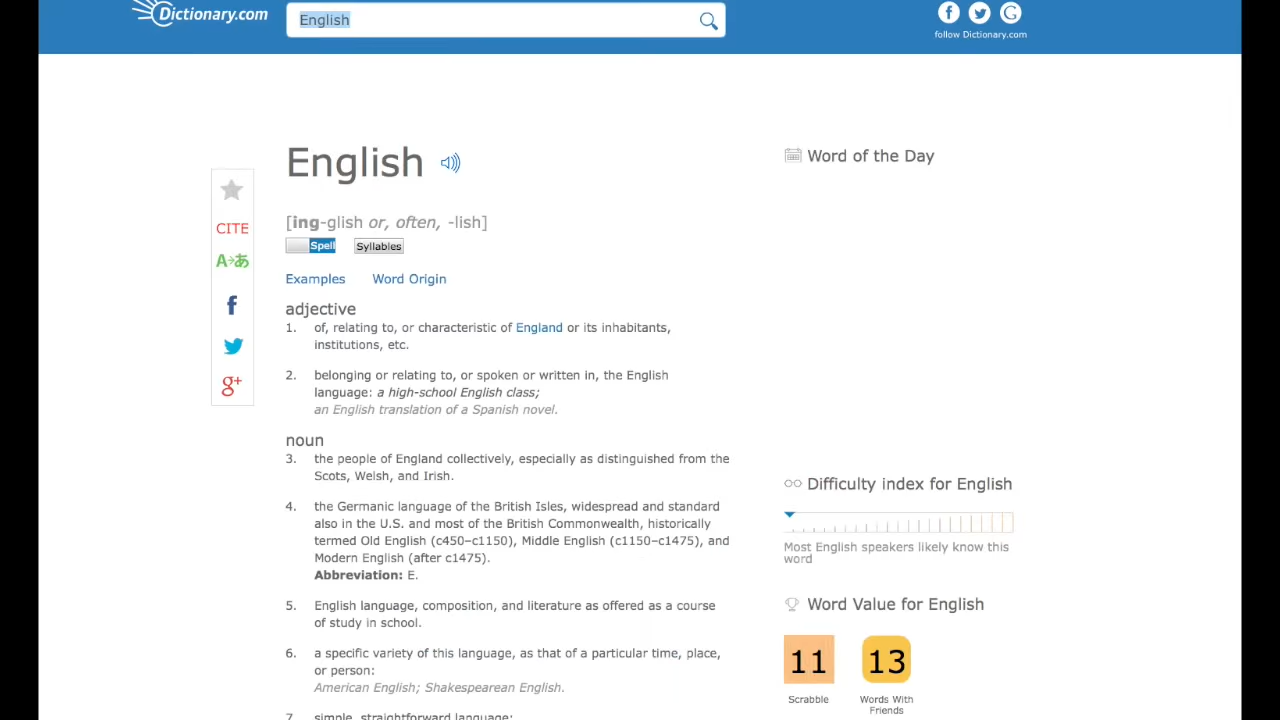 Dictionary.com
English
follow Dictionary.com
English
[ing-glish or, often, -lish]
Spell Syllables
Examples Word Origin
adjective
1. of, relating to, or characteristic of England or its inhabitants,
institutions, etc.
2. belonging or relating to, or spoken or written in, the English
language: a high-school English class;
an English translation of a Spanish novel.
noun
3. the people of England collectively, especially as distinguished from the
Scots, Welsh, and Irish.
4. the Germanic language of the British Isles, widespread and standard
also in the U.S. and most of the British Commonwealth, historically
termed Old English (c450–c1150), Middle English (c1150–c1475), and
Modern English (after c1475).
Abbreviation: E.
5. English language, composition, and literature as offered as a course
of study in school.
6. a specific variety of this language, as that of a particular time, place,
or person:
American English; Shakespearean English.
7. simple, straightforward language:
CITE
A→あ
f
g+
Word of the Day
Difficulty index for English
Most English speakers likely know this
word
Word Value for English
11 13
Scrabble Words With
Friends